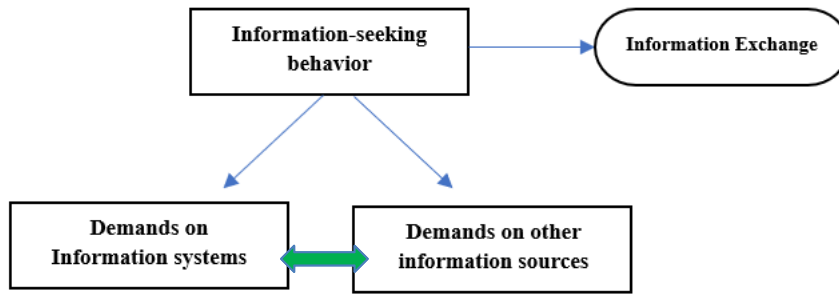 Information-seeking
behavior
Information Exchange
Demands on
Information systems
Demands on other
information sources